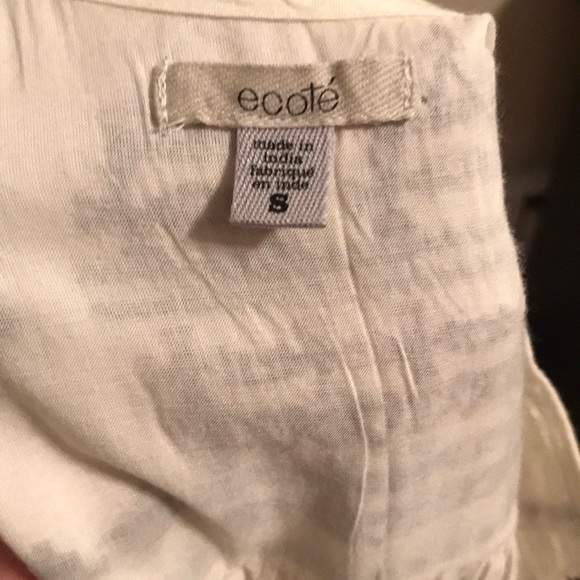 ecoté
made in
india
fabriqué
en inde
S